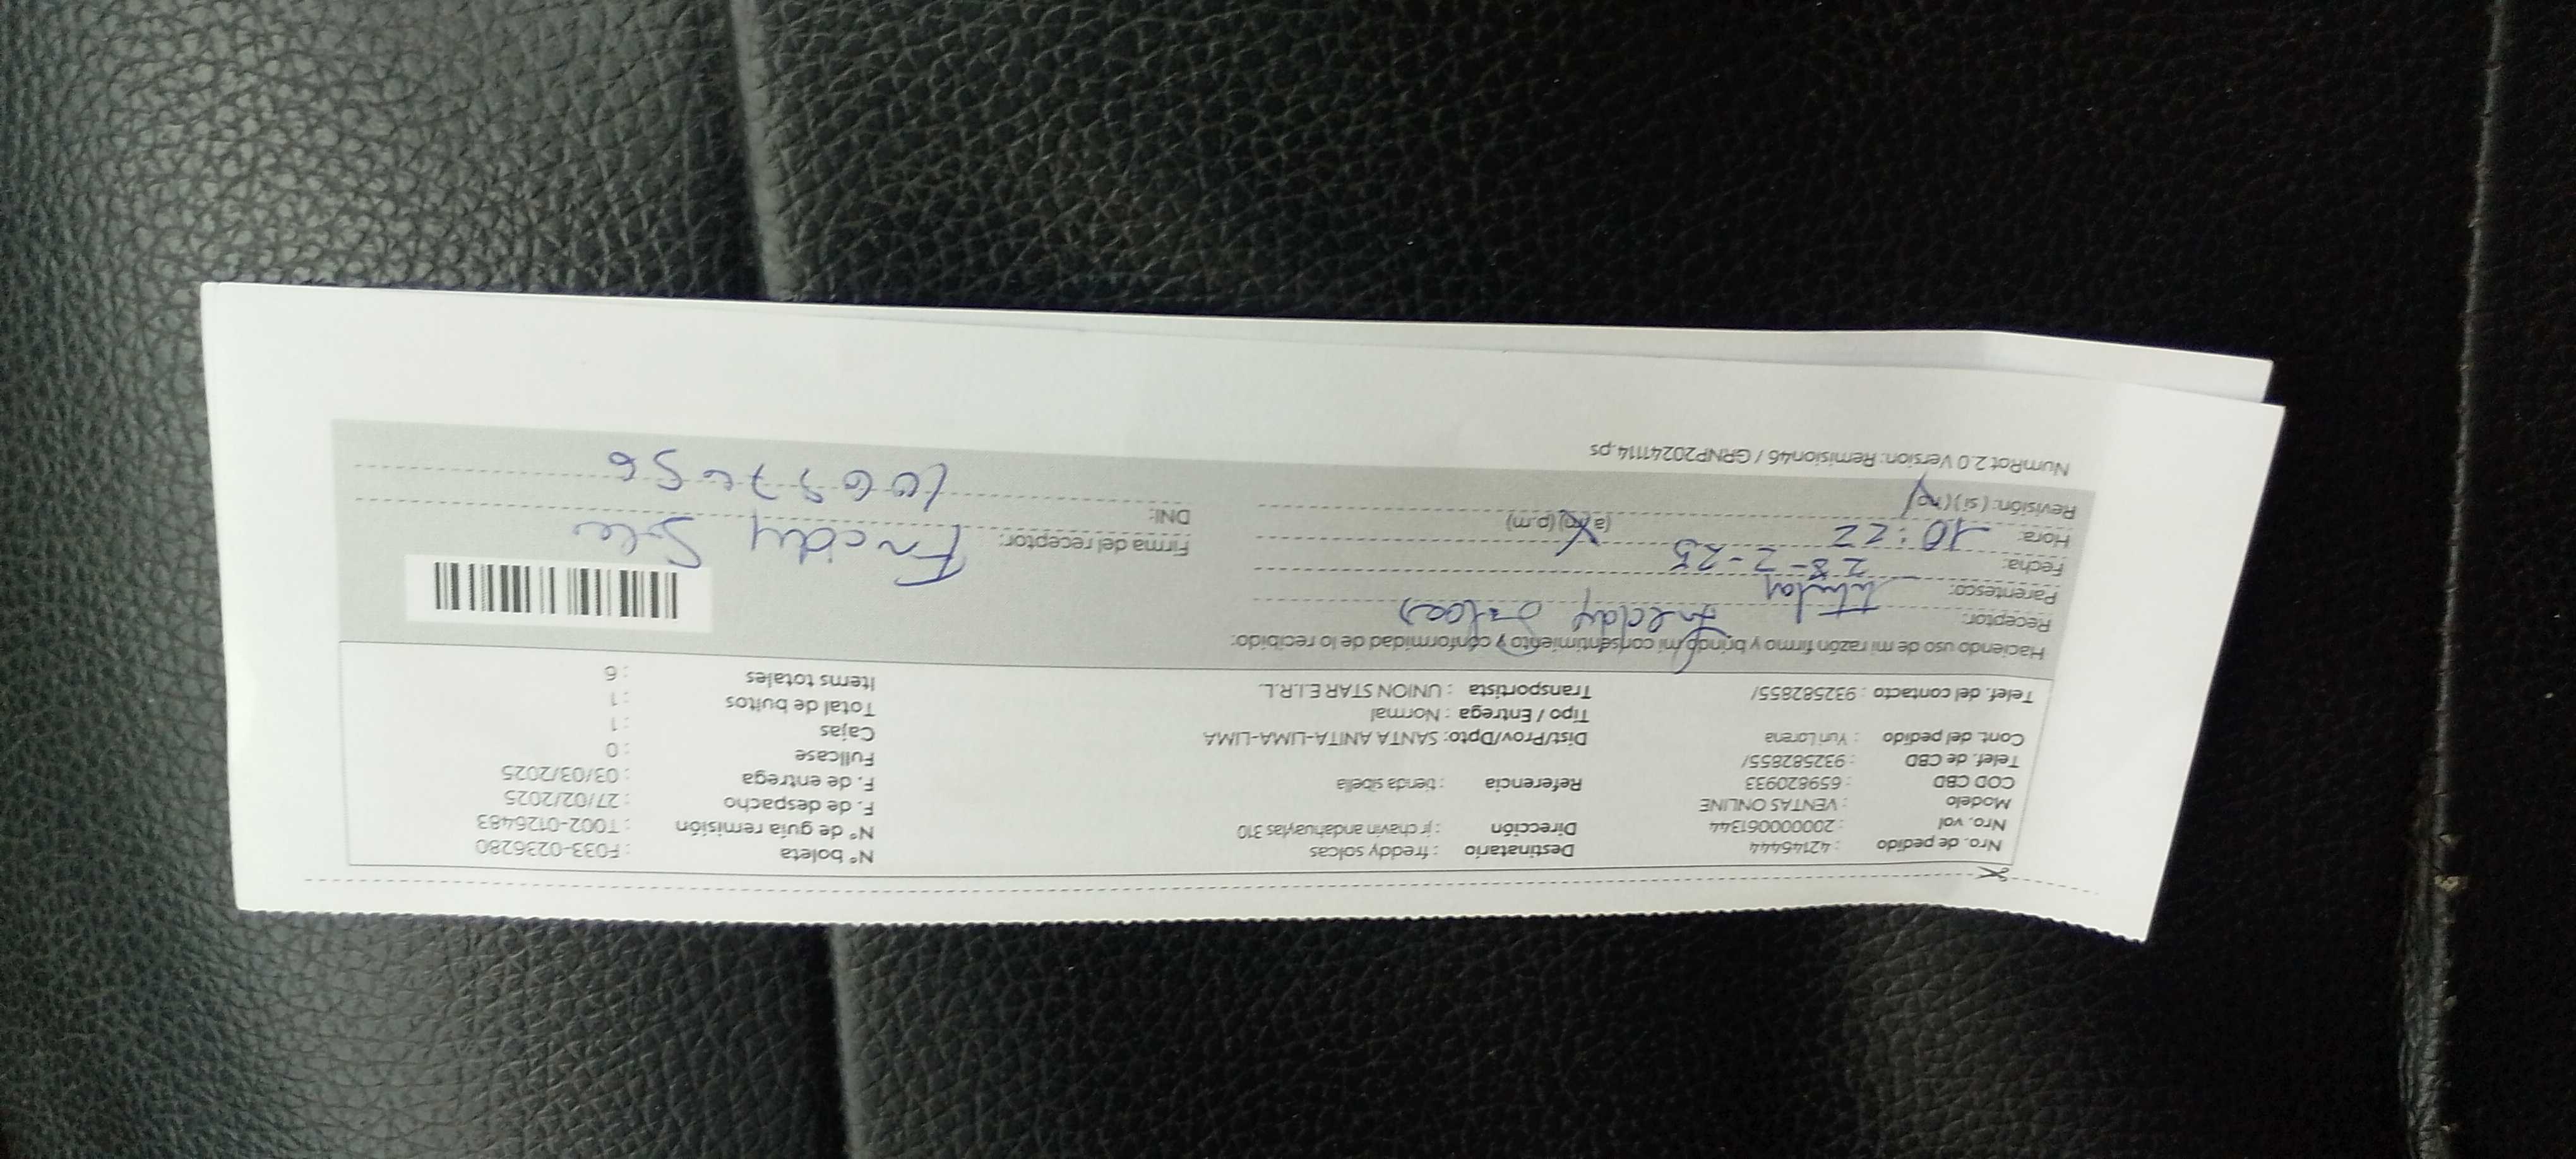 Nro. de pedido : 42146444 Destinatario : freddy solcas N° boleta : F033-0236280
Nro. vol : 20000061344 Dirección : jr chavin andahuaylas 310 N° de guía remisión : T002-0126483
Modelo : VENTAS ONLINE F. de despacho : 27/02/2025
COD CBD : 659820933 Referencia : tienda sibella F. de entrega : 03/03/2025
Telef. de CBD : 932582855/ Fullcase : 0
Cont. del pedido : Yuri Lorena Dist/Prov/Dpto: SANTA ANITA-LIMA-LIMA Cajas : 1
Tipo / Entrega : Normal Total de bultos : 1
Telef. del contacto : 932582855/ Transportista : UNION STAR E.I.R.L. Items totales : 6
Haciendo uso de mi razón firmo y brindo mi consentimiento y conformidad de lo recibido:
Receptor: Freddy
Parentesco: titular
Fecha: 28-2-25 Firma del receptor: Freddy
Hora: 10:22 (a.m) (p.m) DNI:
Revisión: (si) (no)
NumRot 2.0 Version: Remision46 / GRNP20241114.ps